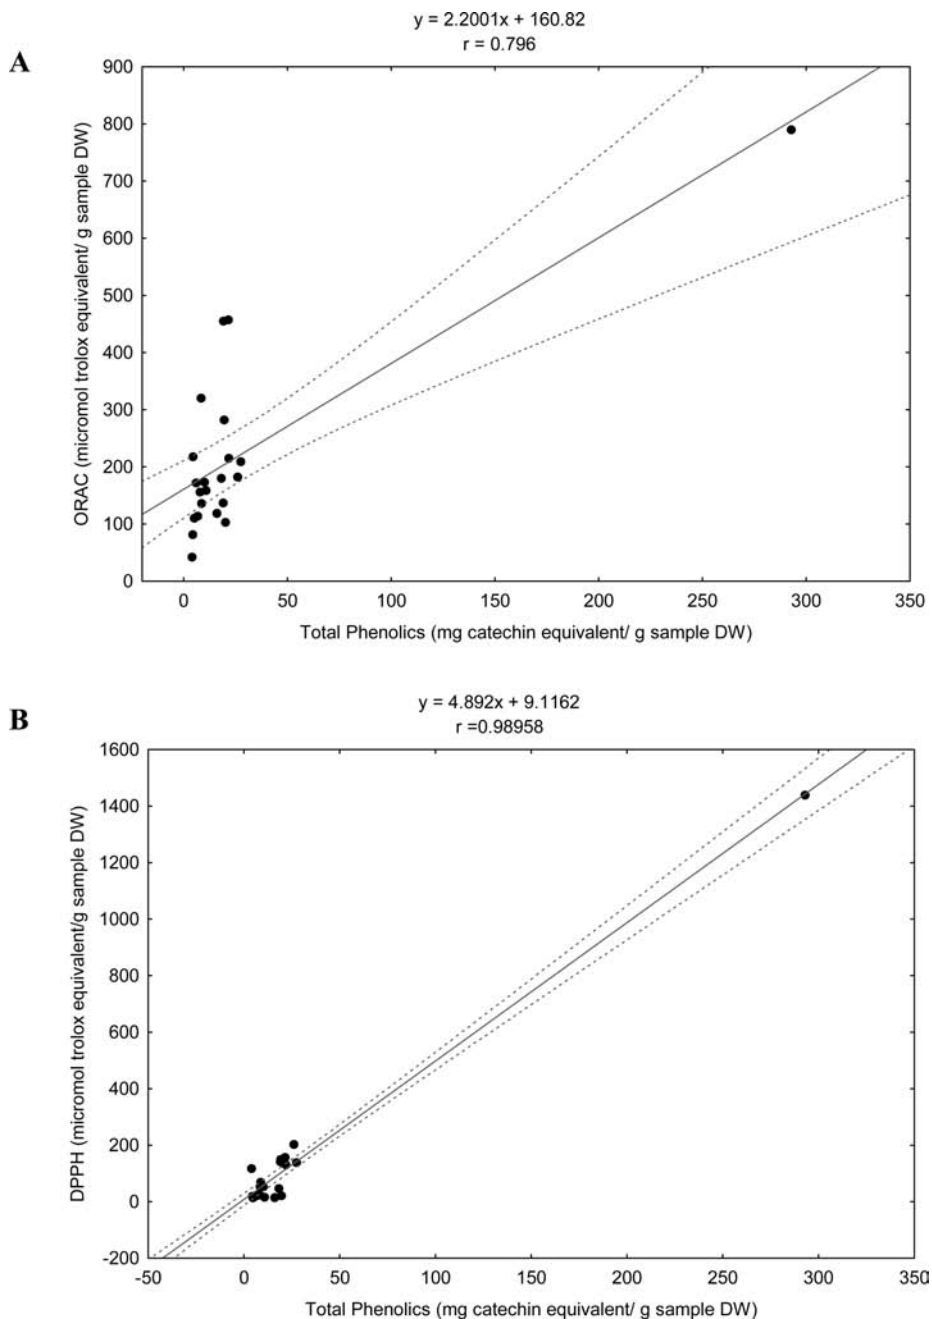 y = 2.2001x + 160.82
r = 0.796
A
900
800
700
600
500
400
300
200
100
0
ORAC (micromol trolox equivalent/ g sample DW)
0 50 100 150 200 250 300 350
Total Phenolics (mg catechin equivalent/ g sample DW)
y = 4.892x + 9.1162
r =0.98958
B
1600
1400
1200
1000
800
600
400
200
0
-200
DPPH (micromol trolox equivalent/g sample DW)
-50 0 50 100 150 200 250 300 350
Total Phenolics (mg catechin equivalent/ g sample DW)